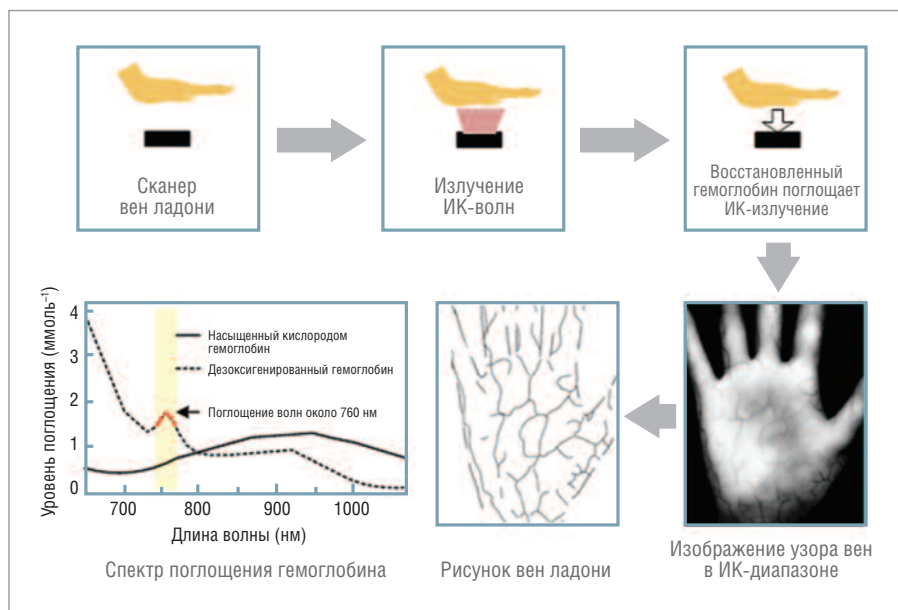 Сканер
вен ладони
Излучение
ИК-волн
Восстановленный
гемоглобин поглощает
ИК-излучение
Уровень поглощения (ммоль⁻¹)
4
3
2
1
0
Насыщенный кислородом
гемоглобин
Дезоксигенированный гемоглобин
Поглощение волн около 760 нм
700
800
900
1000
Длина волны (нм)
Спектр поглощения гемоглобина
Рисунок вен ладони
Изображение узора вен
в ИК-диапазоне